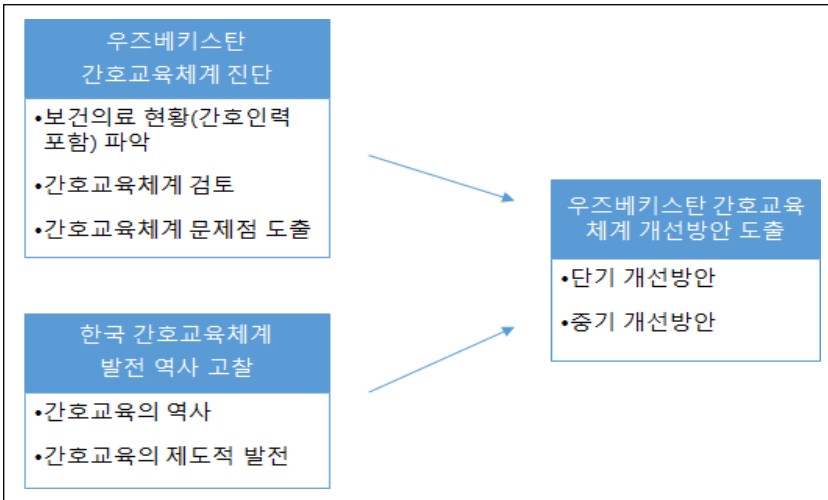 우즈베키스탄
간호교육체계 진단
•보건의료 현황(간호인력
포함) 파악
•간호교육체계 검토
•간호교육체계 문제점 도출
한국 간호교육체계
발전 역사 고찰
•간호교육의 역사
•간호교육의 제도적 발전
우즈베키스탄 간호교육
체계 개선방안 도출
•단기 개선방안
•중기 개선방안